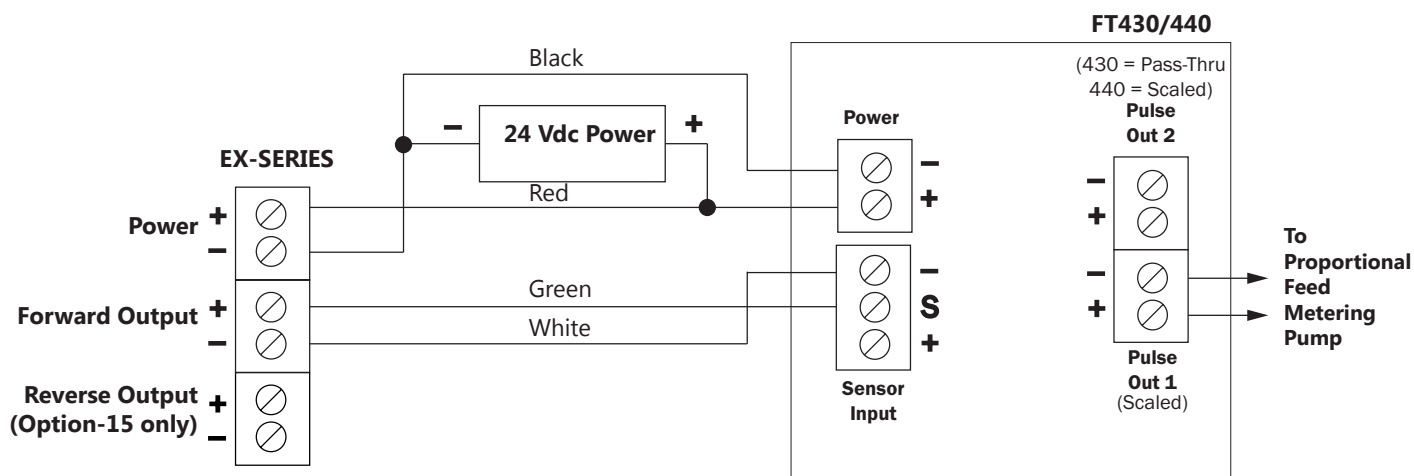 FT430/440
(430 = Pass-Thru
440 = Scaled)
Pulse
Out 2
Black
Power
− 24 Vdc Power +
EX-SERIES
Red
Power + −
− +
− +
Forward Output + −
Green
White
− S +
Sensor
Input
− +
Pulse
Out 1
(Scaled)
To
Proportional
Feed
Metering
Pump
Reverse Output +
(Option-15 only) −